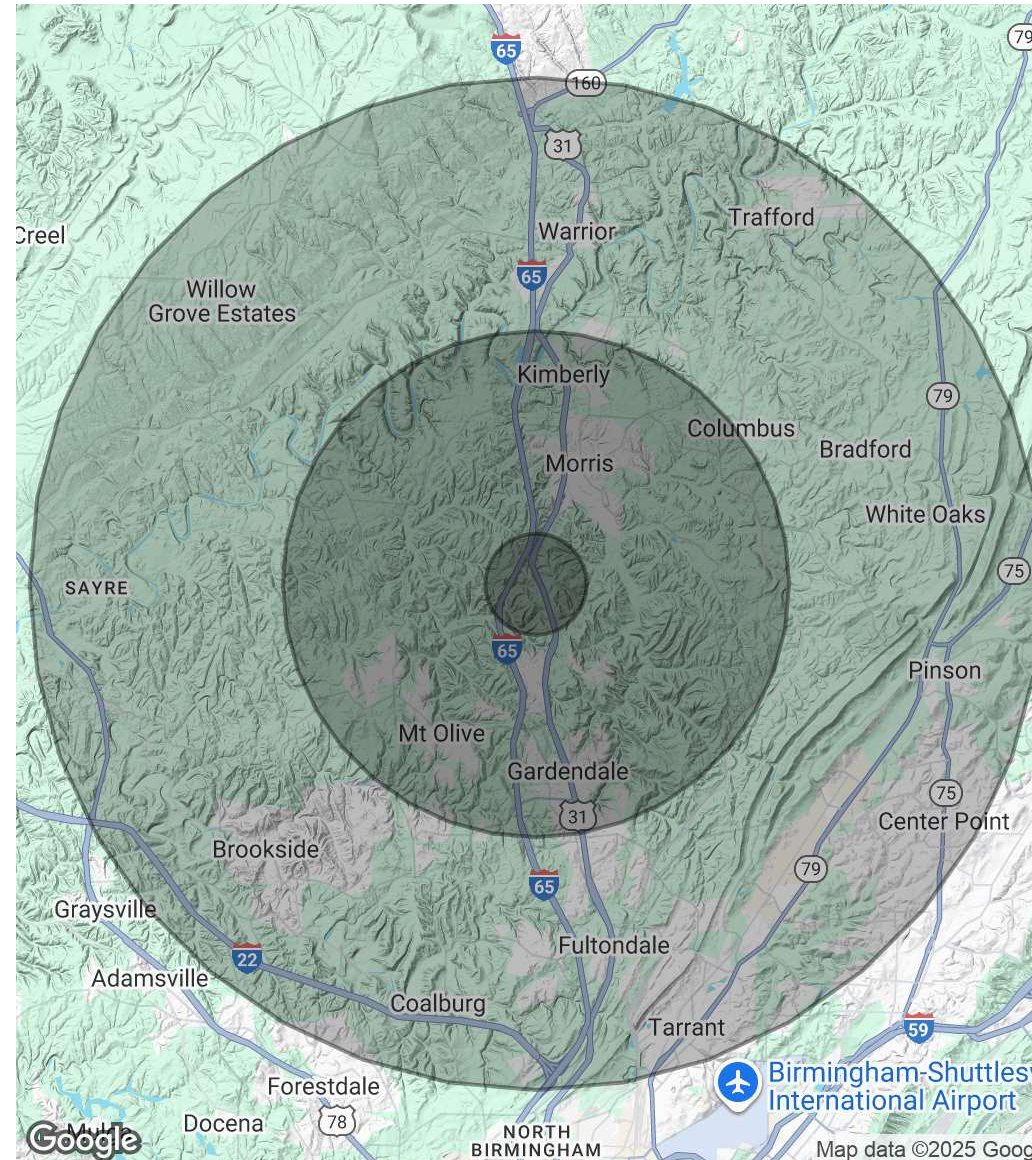 65
79
160
31
Warrior
Trafford
Creel
65
Willow
Grove Estates
Kimberly
79
Columbus
Bradford
Morris
White Oaks
75
SAYRE
65
Pinson
Mt Olive
Gardendale
75
31
Center Point
Brookside
79
65
Graysville
Fultondale
22
Adamsville
Coalburg
Tarrant
59
Birmingham-Shuttlesw
International Airport
Forestdale
78
Docena
Google
NORTH
BIRMINGHAM
Map data ©2025 Goog